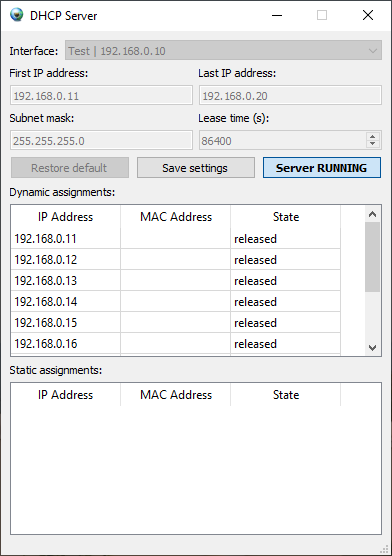 DHCP Server
Interface: Test | 192.168.0.10
First IP address: Last IP address:
192.168.0.11 192.168.0.20
Subnet mask: Lease time (s):
255.255.255.0 86400
Restore default Save settings Server RUNNING
Dynamic assignments:
IP Address MAC Address State
192.168.0.11 released
192.168.0.12 released
192.168.0.13 released
192.168.0.14 released
192.168.0.15 released
192.168.0.16 released
Static assignments:
IP Address MAC Address State